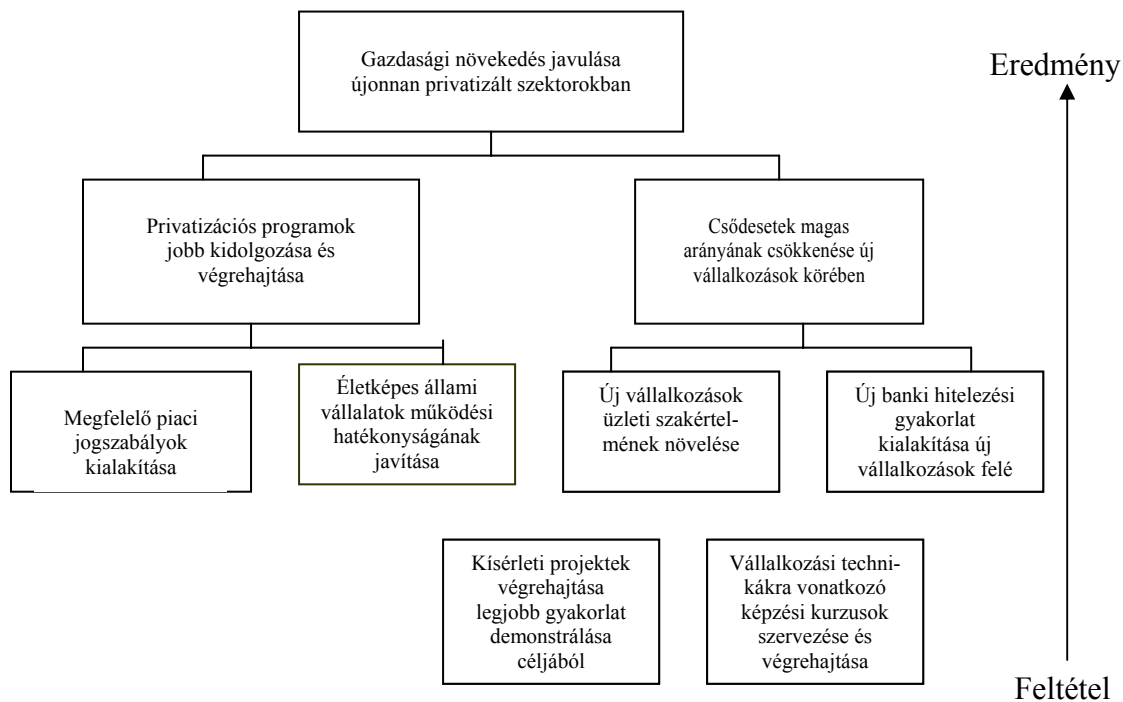 Gazdasági növekedés javulása
újonnan privatizált szektorokban
Eredmény
Privatizációs programok
jobb kidolgozása és
végrehajtása
Csődesetek magas
arányának csökkenése új
vállalkozások körében
Megfelelő piaci
jogszabályok
kialakítása
Életképes állami
vállalatok működési
hatékonyságának
javítása
Új vállalkozások
üzleti szakértel-
mének növelése
Új banki hitelezési
gyakorlat
kialakítása új
vállalkozások felé
Kísérleti projektek
végrehajtása
legjobb gyakorlat
demonstrálása
céljából
Vállalkozási techni-
kákra vonatkozó
képzési kurzusok
szervezése és
végrehajtása
Feltétel